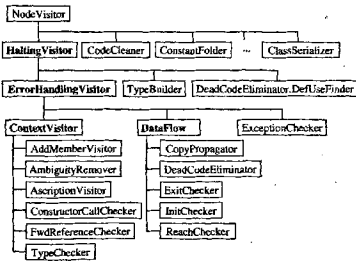 NodeVisitor
HaltingVisitor CodeCleaner ConstantFolder ... ClassSerializer
ErrorHandlingVisitor TypeBuilder DeadCodeEliminator.DefUseFinder
ContextVisitor DataFlow ExceptionChecker
AddMemberVisitor CopyPropagator
AmbiguityRemover DeadCodeEliminator
AscriptionVisitor ExitChecker
ConstructorCallChecker InitChecker
FwdReferenceChecker ReachChecker
TypeChecker